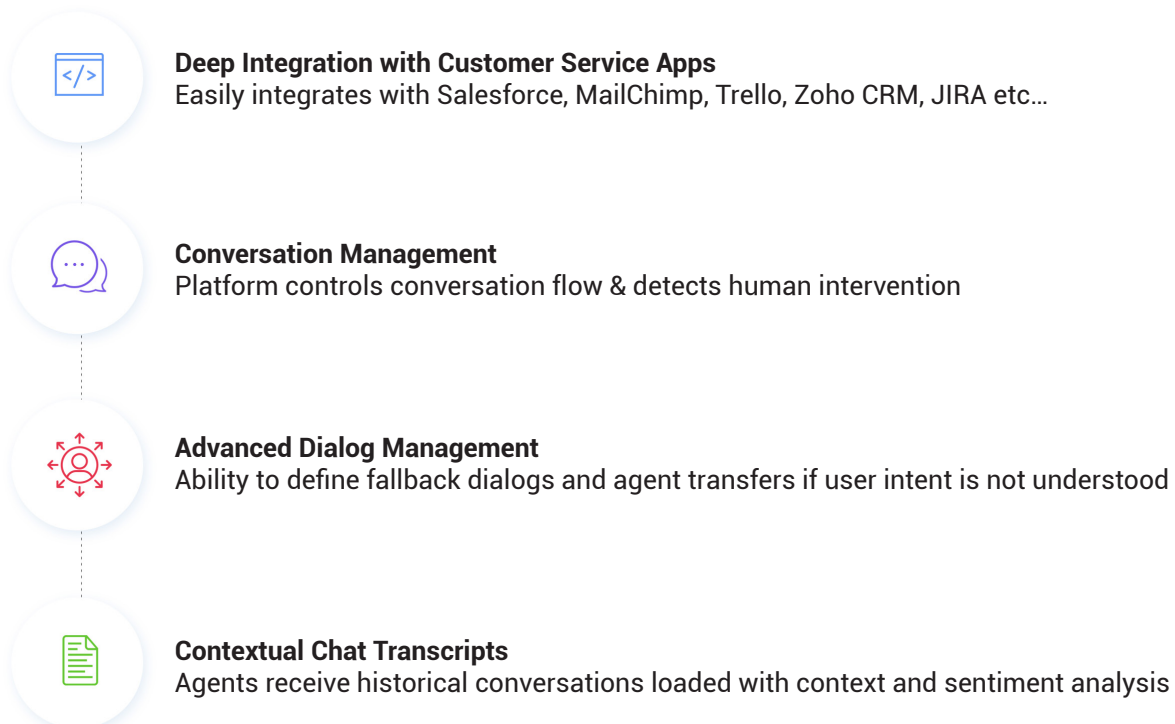 </>
Deep Integration with Customer Service Apps
Easily integrates with Salesforce, MailChimp, Trello, Zoho CRM, JIRA etc…
Conversation Management
Platform controls conversation flow & detects human intervention
Advanced Dialog Management
Ability to define fallback dialogs and agent transfers if user intent is not understood
Contextual Chat Transcripts
Agents receive historical conversations loaded with context and sentiment analysis